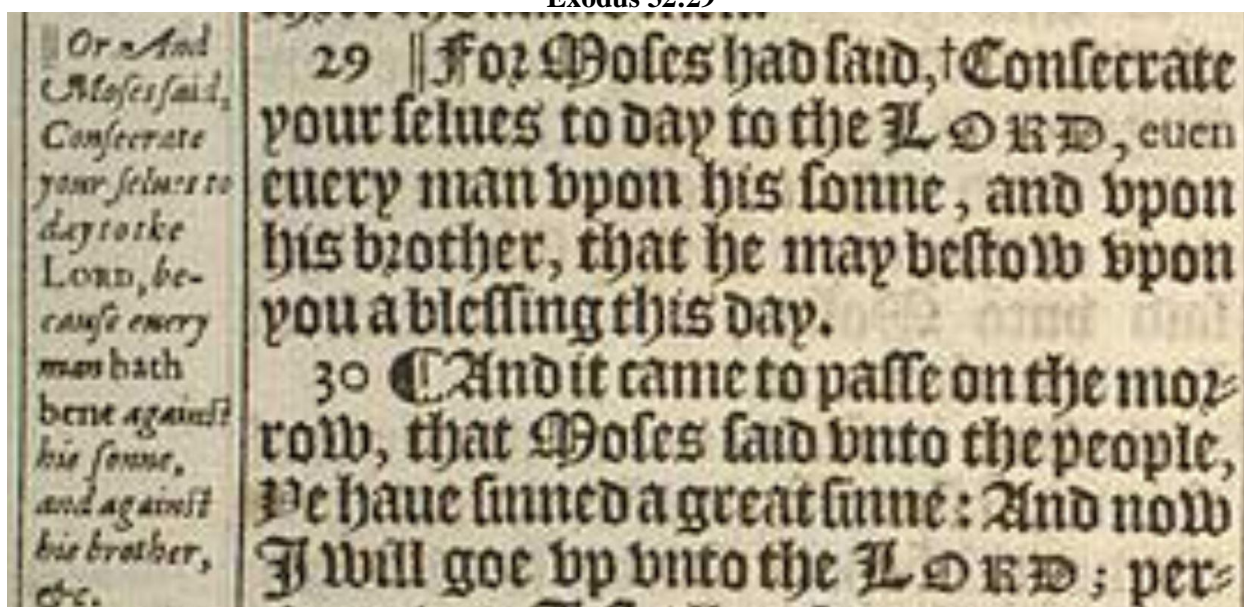 Exodus 32:29
|| Or, And
Moſes ſaid,
Conſecrate
your ſelues to
day to the
LORD, be-
cauſe euery
man hath
bene againſt
his ſonne,
and againſt
his brother,
&c.
29 ||For Moſes had ſaid, †Conſecrate
your ſelues to day to the LORD, euen
euery man vpon his ſonne, and vpon
his brother, that he may beſtow vpon
you a bleſſing this day.
30 ¶And it came to paſſe on the mor-
row, that Moſes ſaid vnto the people,
Ye haue ſinned a great ſinne: And now
I will goe vp vnto the LORD; per-